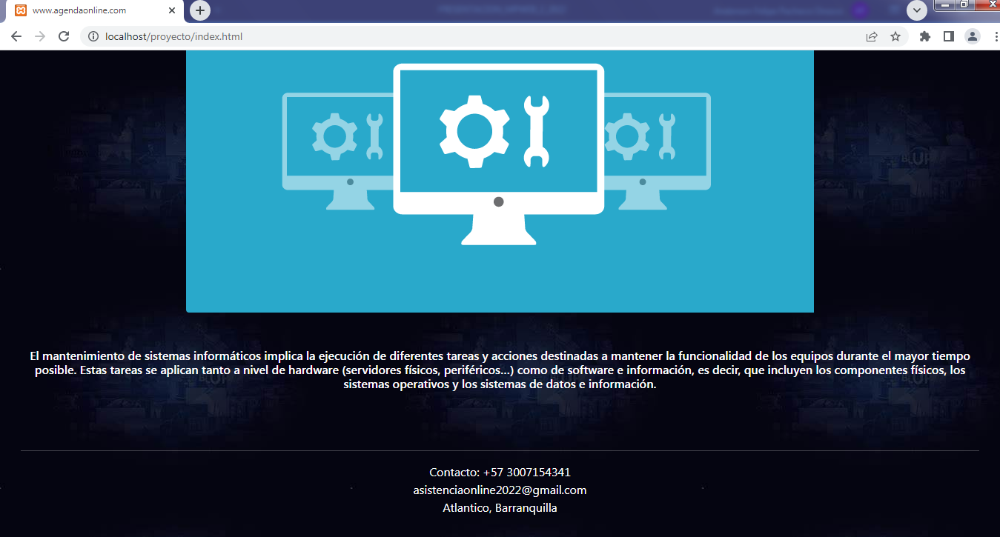 www.agendaonline.com
localhost/proyecto/index.html
El mantenimiento de sistemas informáticos implica la ejecución de diferentes tareas y acciones destinadas a mantener la funcionalidad de los equipos durante el mayor tiempo
posible. Estas tareas se aplican tanto a nivel de hardware (servidores físicos, periféricos...) como de software e información, es decir, que incluyen los componentes físicos, los
sistemas operativos y los sistemas de datos e información.
Contacto: +57 3007154341
asistenciaonline2022@gmail.com
Atlantico, Barranquilla